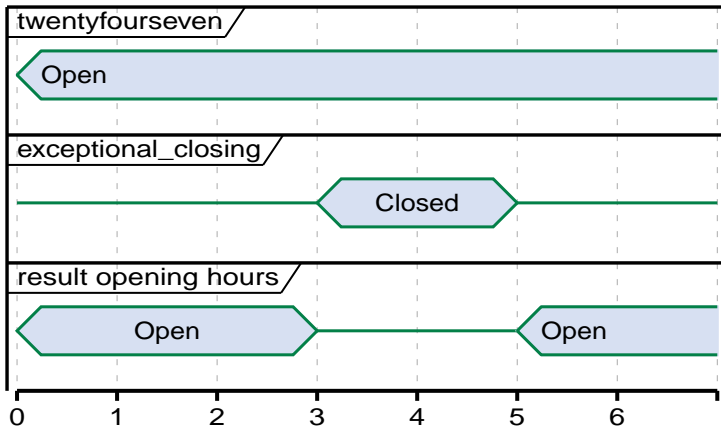 twentyfourseven
Open
exceptional_closing
Closed
result opening hours
Open Open
0 1 2 3 4 5 6